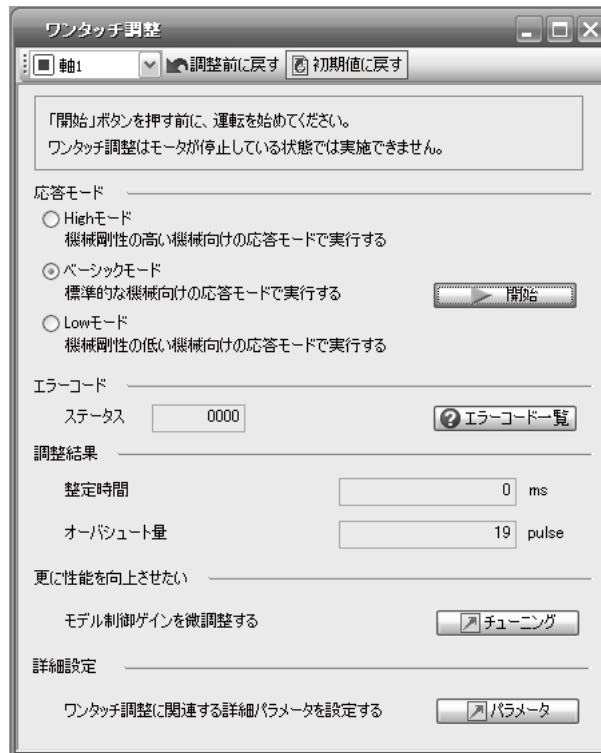 ワンタッチ調整
軸1 調整前に戻す 初期値に戻す
「開始」ボタンを押す前に、運転を始めてください。
ワンタッチ調整はモータが停止している状態では実施できません。
応答モード
Highモード
機械剛性の高い機械向けの応答モードで実行する
ベーシックモード
標準的な機械向けの応答モードで実行する
開始
Lowモード
機械剛性の低い機械向けの応答モードで実行する
エラーコード
ステータス 0000 エラーコード一覧
調整結果
整定時間 0 ms
オーバシュート量 19 pulse
更に性能を向上させたい
モデル制御ゲインを微調整する チューニング
詳細設定
ワンタッチ調整に関連する詳細パラメータを設定する パラメータ